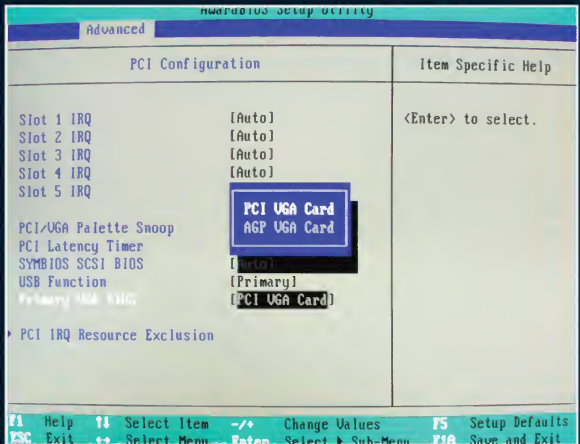 AwardBIOS Setup Utility
Advanced
PCI Configuration
Item Specific Help
Slot 1 IRQ [Auto]
<Enter> to select.
Slot 2 IRQ [Auto]
Slot 3 IRQ [Auto]
Slot 4 IRQ [Auto]
Slot 5 IRQ
PCI VGA Card
PCI/VGA Palette Snoop
AGP VGA Card
PCI Latency Timer
SYMBIOS SCSI BIOS [Auto]
USB Function [Primary]
Primary VGA BIOS [PCI VGA Card]
PCI IRQ Resource Exclusion
F1 Help ↑↓ Select Item -/+ Change Values F5 Setup Defaults
ESC Exit ↔ Select Menu Enter Select ▸ Sub-Menu F10 Save and Exit